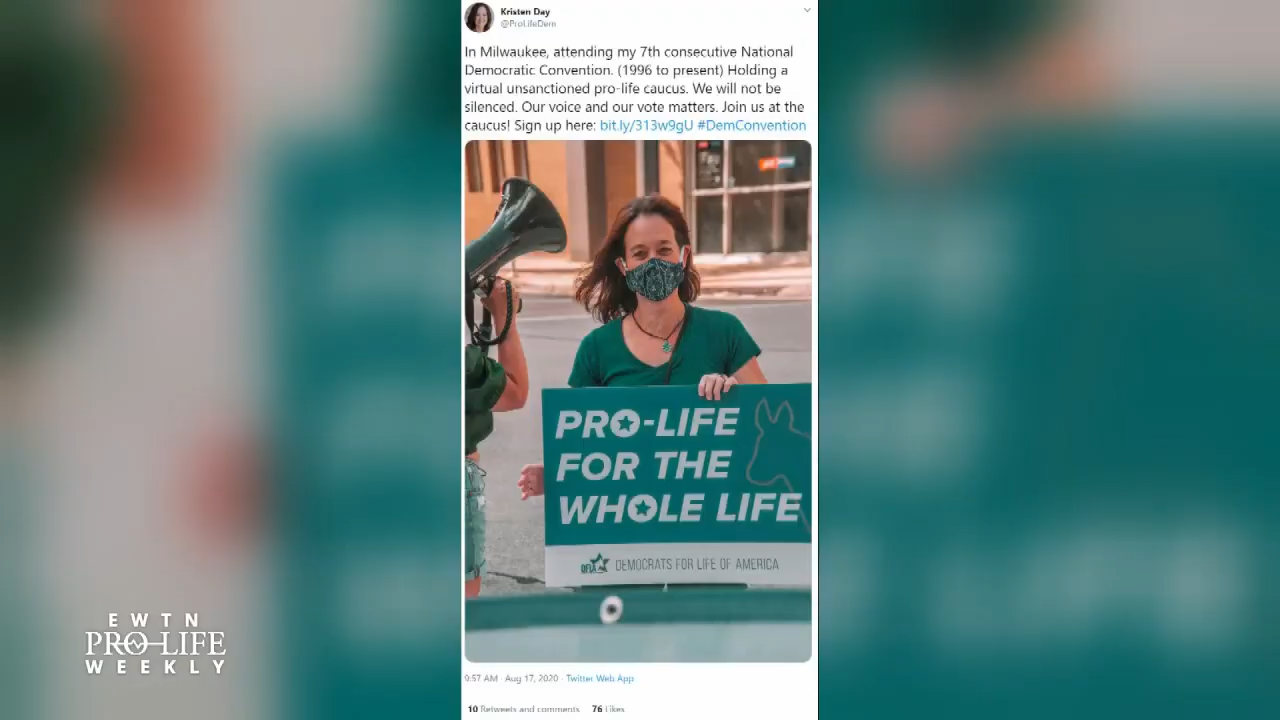 Kristen Day
@ProLifeDem
In Milwaukee, attending my 7th consecutive National
Democratic Convention. (1996 to present) Holding a
virtual unsanctioned pro-life caucus. We will not be
silenced. Our voice and our vote matters. Join us at the
caucus! Sign up here: bit.ly/313w9gU #DemConvention
PRO-LIFE
FOR THE
WHOLE LIFE
DFLA DEMOCRATS FOR LIFE OF AMERICA
EWTN
PRO-LIFE
WEEKLY
9:57 AM · Aug 17, 2020 · Twitter Web App
10 Retweets and comments 76 Likes